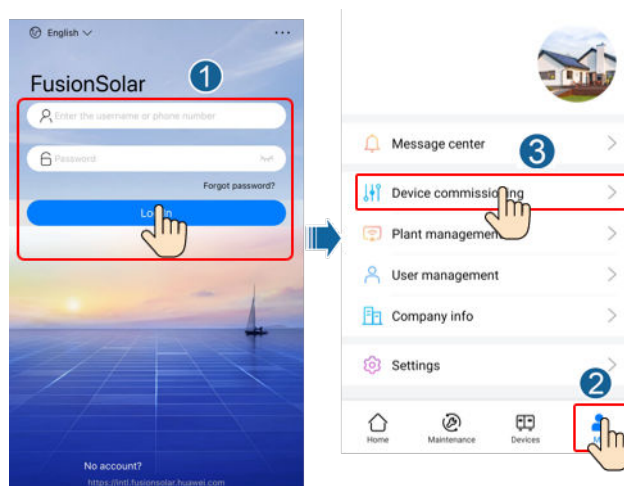 English
...
FusionSolar
1
Enter the username or phone number
Password
Forgot password?
Log In
No account?
https://intl.fusionsolar.huawei.com
Message center
3
Device commissioning
Plant management
User management
Company info
Settings
2
Home
Maintenance
Devices